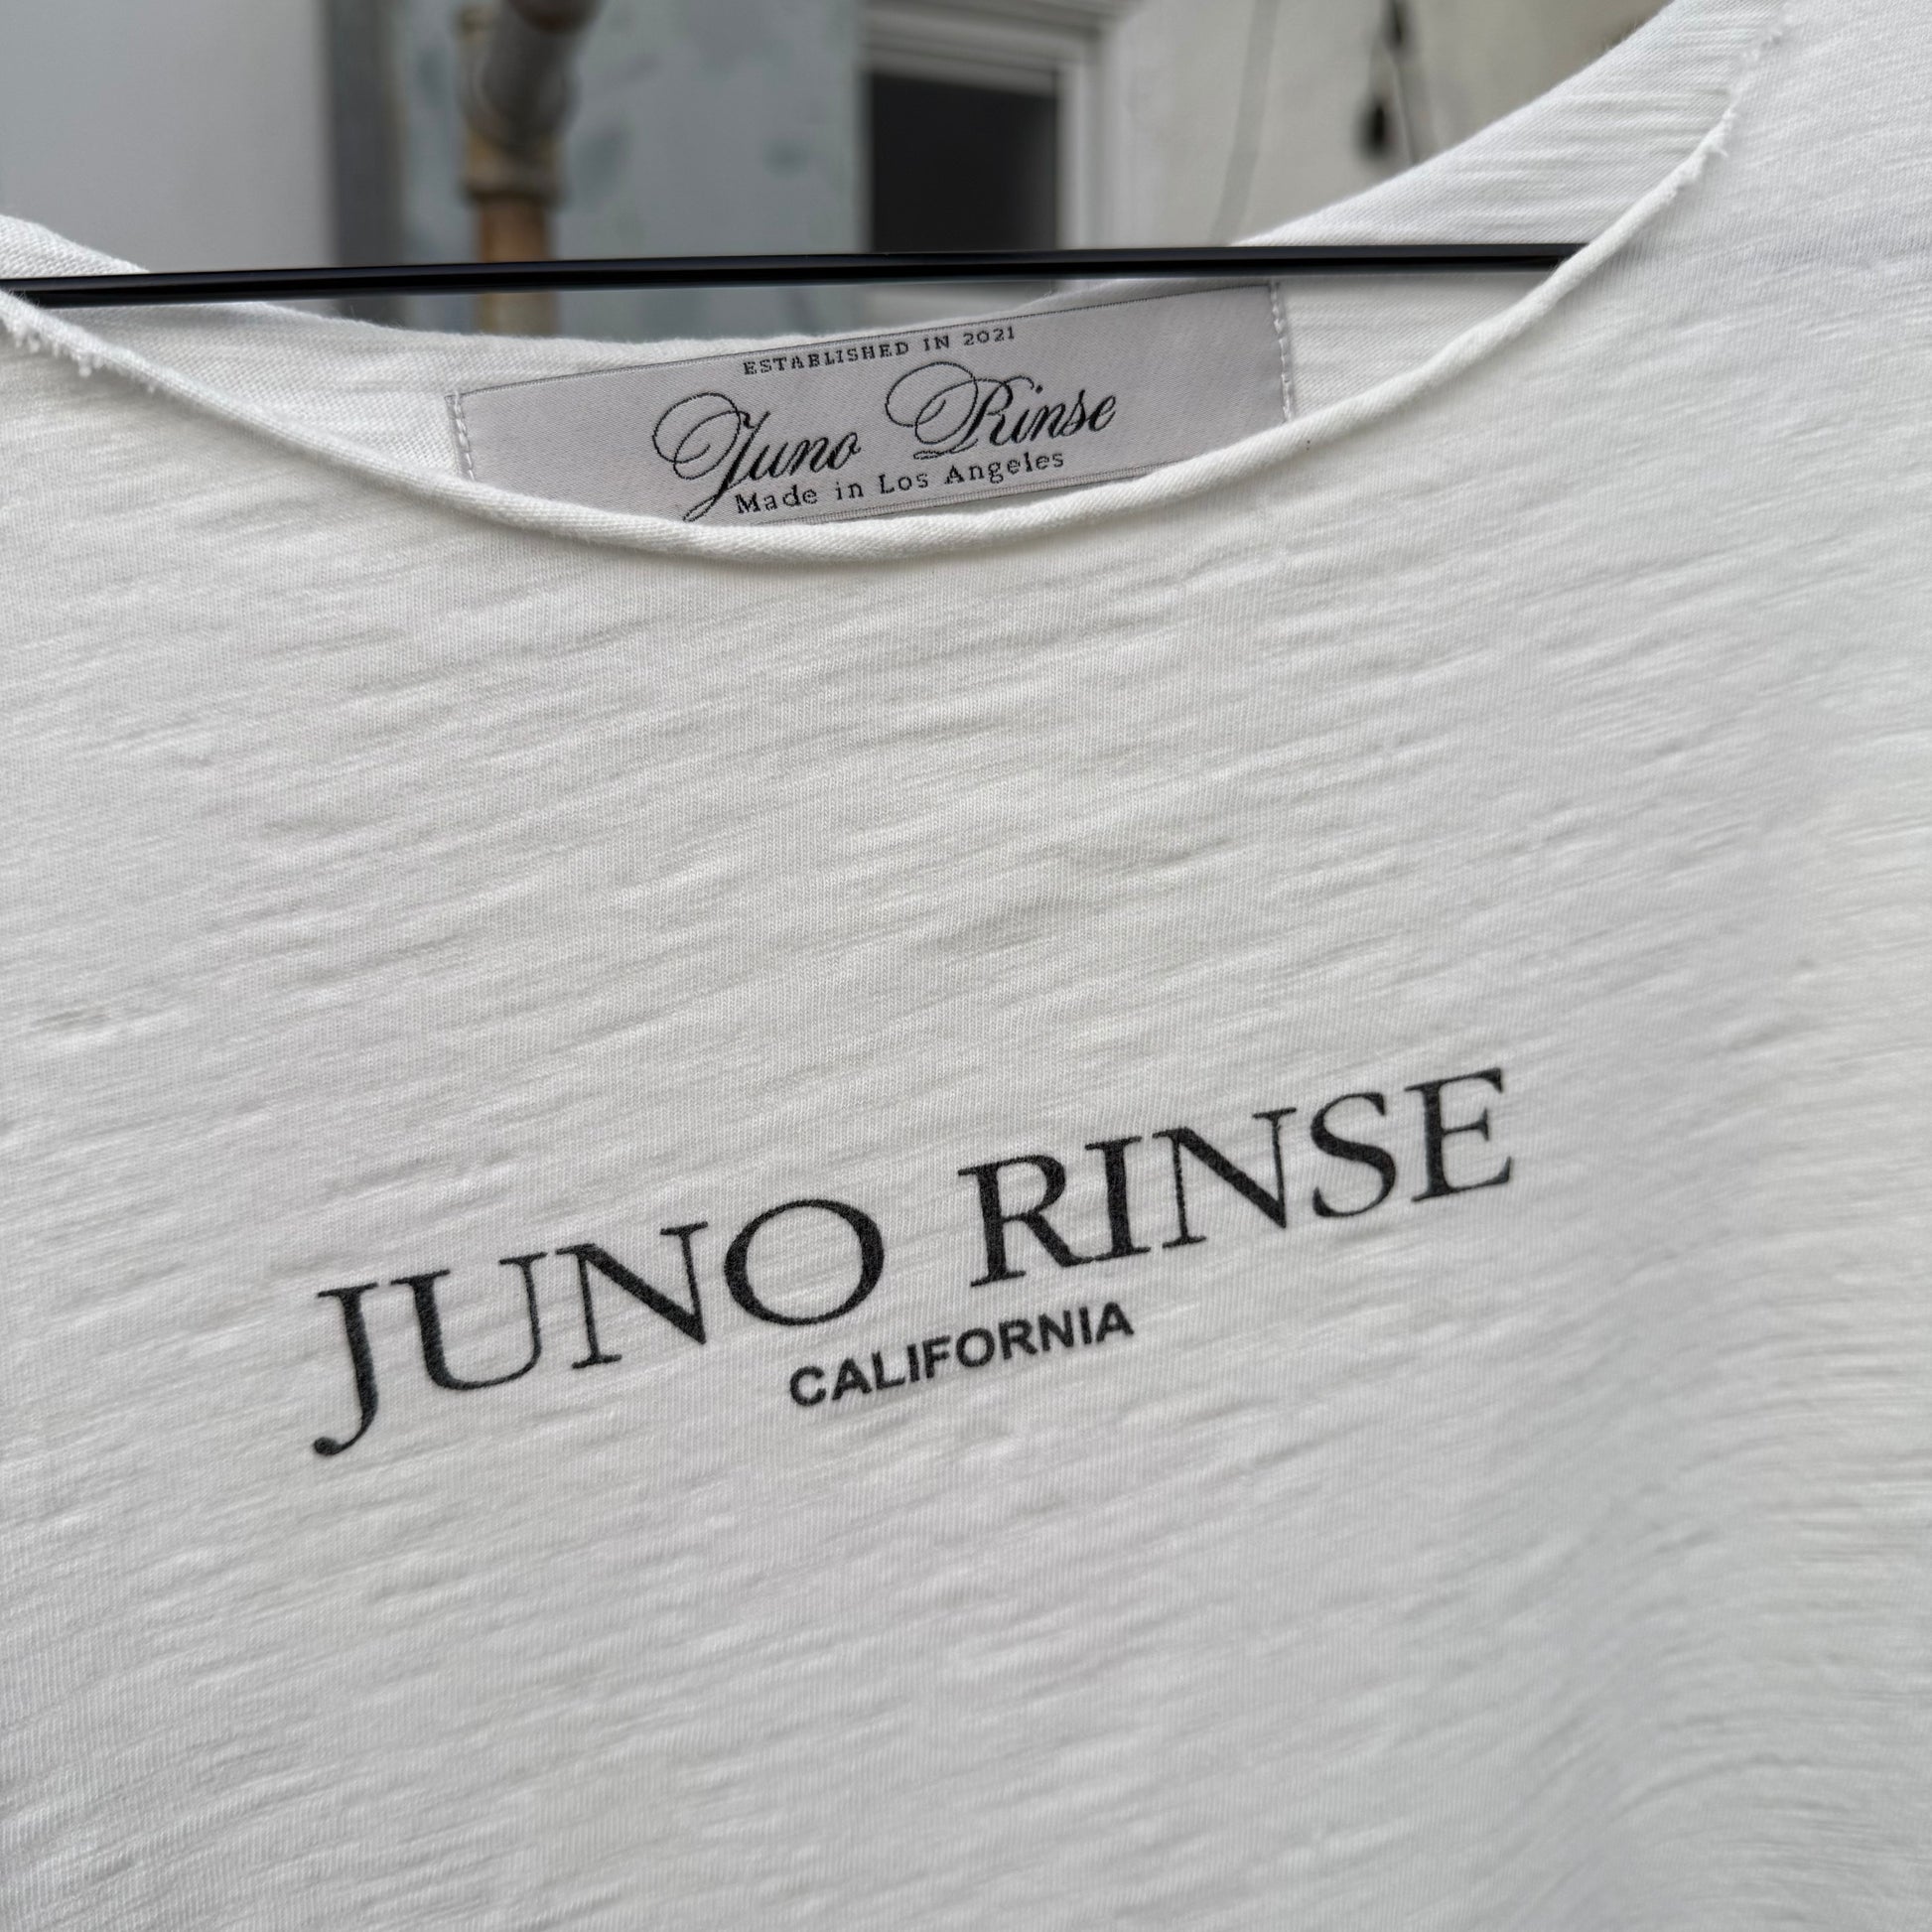 ESTABLISHED IN 2021
Juno Rinse
Made in Los Angeles
JUNO RINSE
CALIFORNIA